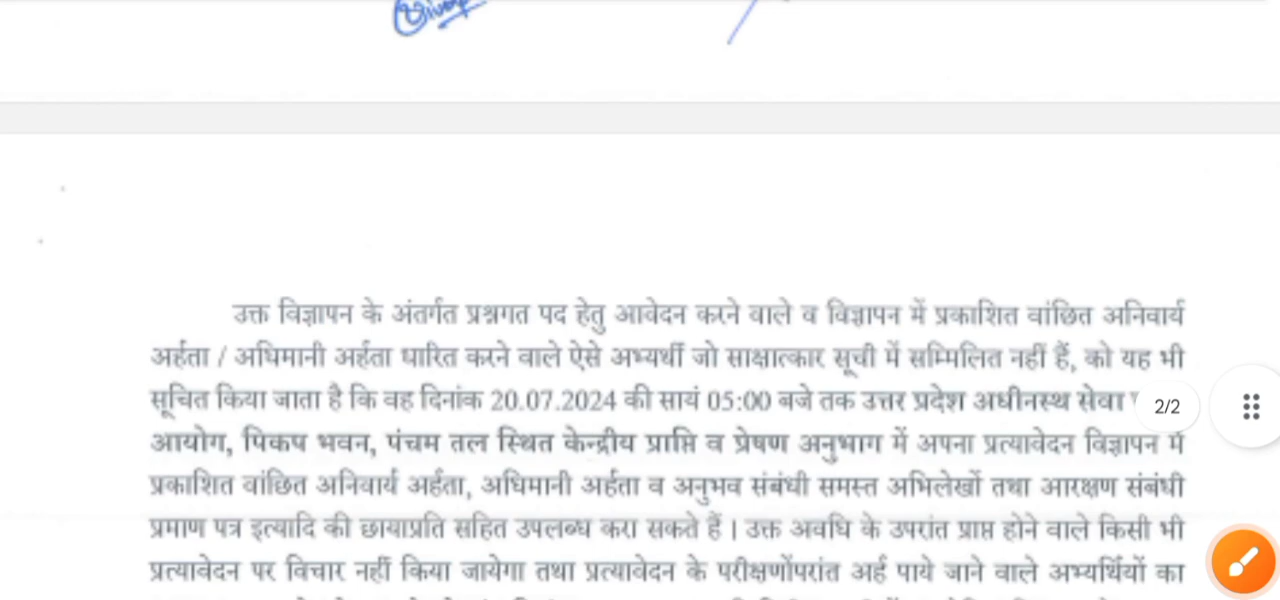 उक्त विज्ञापन के अंतर्गत प्रश्नगत पद हेतु आवेदन करने वाले व विज्ञापन में प्रकाशित वांछित अनिवार्य
अर्हता / अधिमानी अर्हता धारित करने वाले ऐसे अभ्यर्थी जो साक्षात्कार सूची में सम्मिलित नहीं हैं, को यह भी
सूचित किया जाता है कि वह दिनांक 20.07.2024 की सायं 05:00 बजे तक उत्तर प्रदेश अधीनस्थ सेवा
2/2
आयोग, पिकप भवन, पंचम तल स्थित केन्द्रीय प्राप्ति व प्रेषण अनुभाग में अपना प्रत्यावेदन विज्ञापन में
प्रकाशित वांछित अनिवार्य अर्हता, अधिमानी अर्हता व अनुभव संबंधी समस्त अभिलेखों तथा आरक्षण संबंधी
प्रमाण पत्र इत्यादि की छायाप्रति सहित उपलब्ध करा सकते हैं | उक्त अवधि के उपरांत प्राप्त होने वाले किसी भी
प्रत्यावेदन पर विचार नहीं किया जायेगा तथा प्रत्यावेदन के परीक्षणोंपरांत अर्ह पाये जाने वाले अभ्यर्थियों का